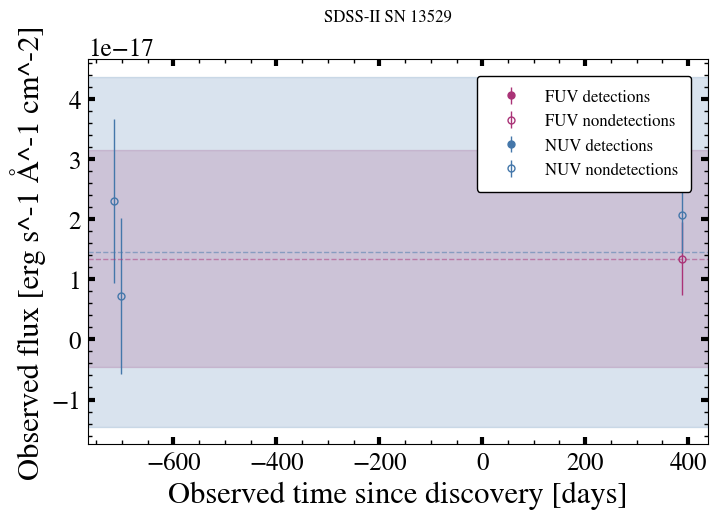 SDSS-II SN 13529
1e−17
Observed flux [erg s^-1 Å^-1 cm^-2]
4
3
2
1
0
−1
FUV detections
FUV nondetections
NUV detections
NUV nondetections
−600 −400 −200 0 200 400
Observed time since discovery [days]